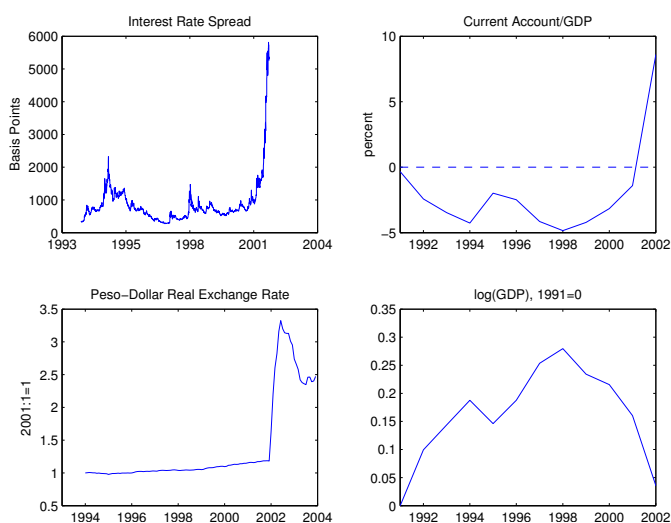 Interest Rate Spread
6000
5000
4000
3000
2000
1000
0
Basis Points
1993 1995 1998 2001 2004
Current Account/GDP
10
5
0
−5
percent
1992 1994 1996 1998 2000 2002
Peso−Dollar Real Exchange Rate
3.5
3
2.5
2
1.5
1
0.5
2001:1=1
1994 1996 1998 2000 2002 2004
log(GDP), 1991=0
0.35
0.3
0.25
0.2
0.15
0.1
0.05
0
1992 1994 1996 1998 2000 2002